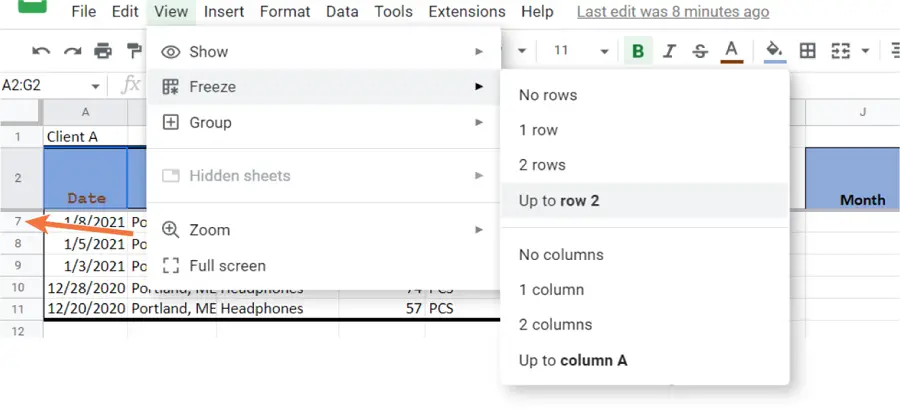 File Edit View Insert Format Data Tools Extensions Help Last edit was 8 minutes ago
Show 11 B I S A
A2:G2 fx Freeze
No rows
Group 1 row
A J
1 Client A
2 rows
Hidden sheets
2 Date Up to row 2 Month
7 1/8/2021 Po
Zoom
8 1/5/2021 Po
No columns
9 1/3/2021 Po Full screen
10 12/28/2020 Portland, ME Headphones 74 PCS 1 column
11 12/20/2020 Portland, ME Headphones 57 PCS
2 columns
12
Up to column A